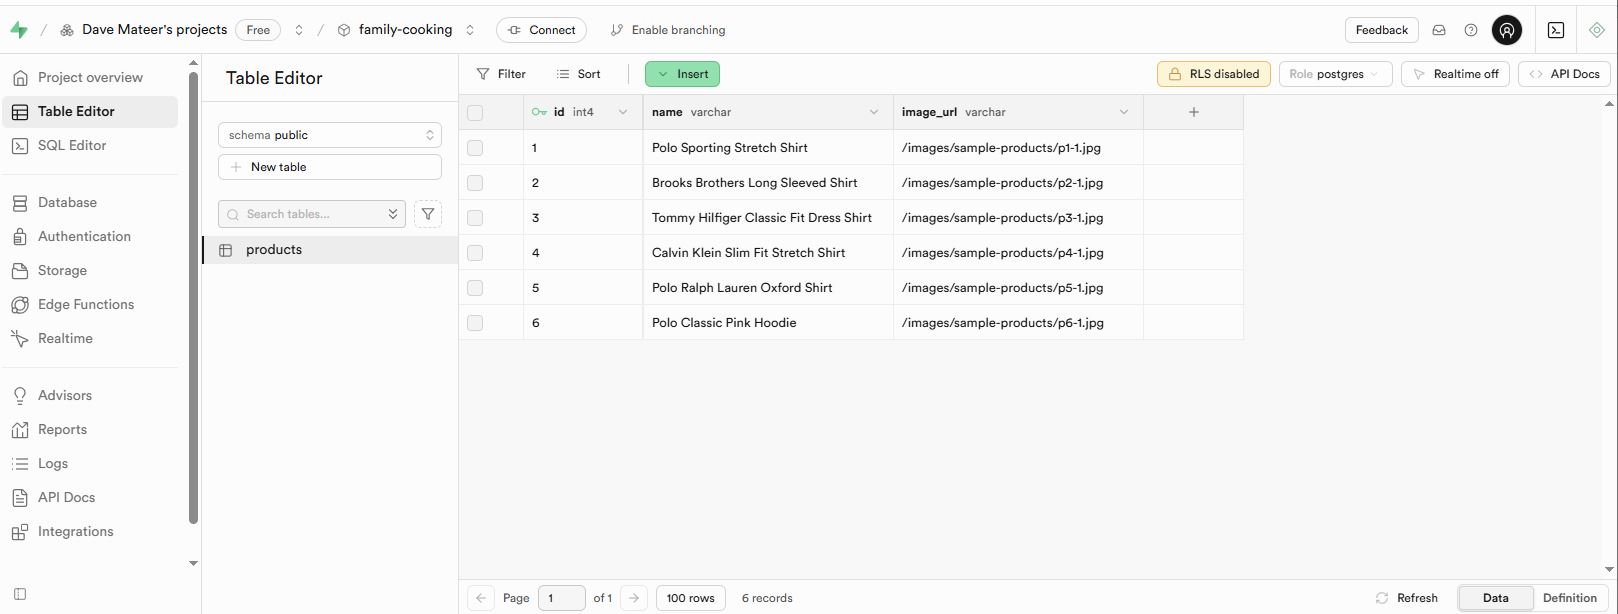 Dave Mateer's projects Free family-cooking Connect Enable branching Feedback
Project overview
Table Editor
SQL Editor
Database
Authentication
Storage
Edge Functions
Realtime
Advisors
Reports
Logs
API Docs
Integrations
Table Editor
schema public
New table
Search tables...
products
Filter Sort Insert RLS disabled Role postgres Realtime off API Docs
id int4 name varchar image_url varchar
1 Polo Sporting Stretch Shirt /images/sample-products/p1-1.jpg
2 Brooks Brothers Long Sleeved Shirt /images/sample-products/p2-1.jpg
3 Tommy Hilfiger Classic Fit Dress Shirt /images/sample-products/p3-1.jpg
4 Calvin Klein Slim Fit Stretch Shirt /images/sample-products/p4-1.jpg
5 Polo Ralph Lauren Oxford Shirt /images/sample-products/p5-1.jpg
6 Polo Classic Pink Hoodie /images/sample-products/p6-1.jpg
Page 1 of 1 100 rows 6 records Refresh Data Definition